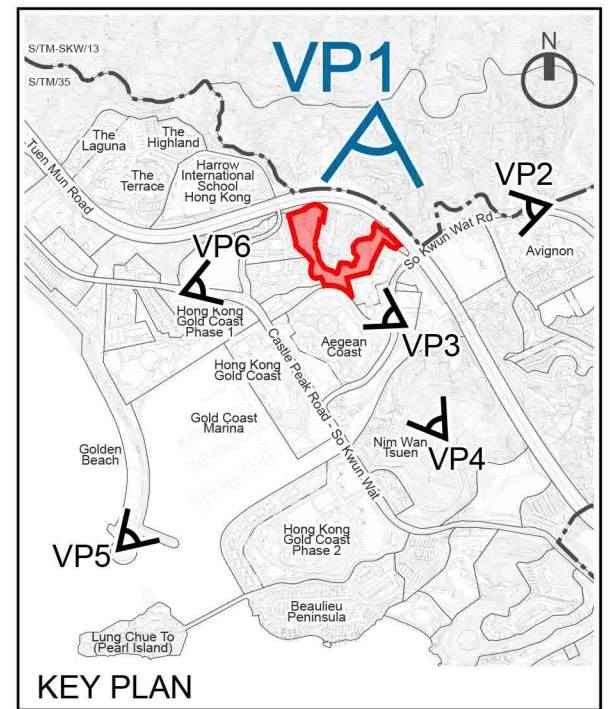 S/TM-SKW/13
S/TM/35
VP1
N
The
Laguna
The
Highland
The
Terrace
Harrow
International
School
Hong Kong
Tuen Mun Road
VP2
So Kwun Wat Rd
Avignon
VP6
Hong Kong
Gold Coast
Phase 1
VP3
Aegean
Coast
Hong Kong
Gold Coast
Castle Peak Road - So Kwun Wat
Gold Coast
Marina
Golden
Beach
Nim Wan
Tsuen
VP4
VP5
Hong Kong
Gold Coast
Phase 2
Beaulieu
Peninsula
Lung Chue To
(Pearl Island)
KEY PLAN